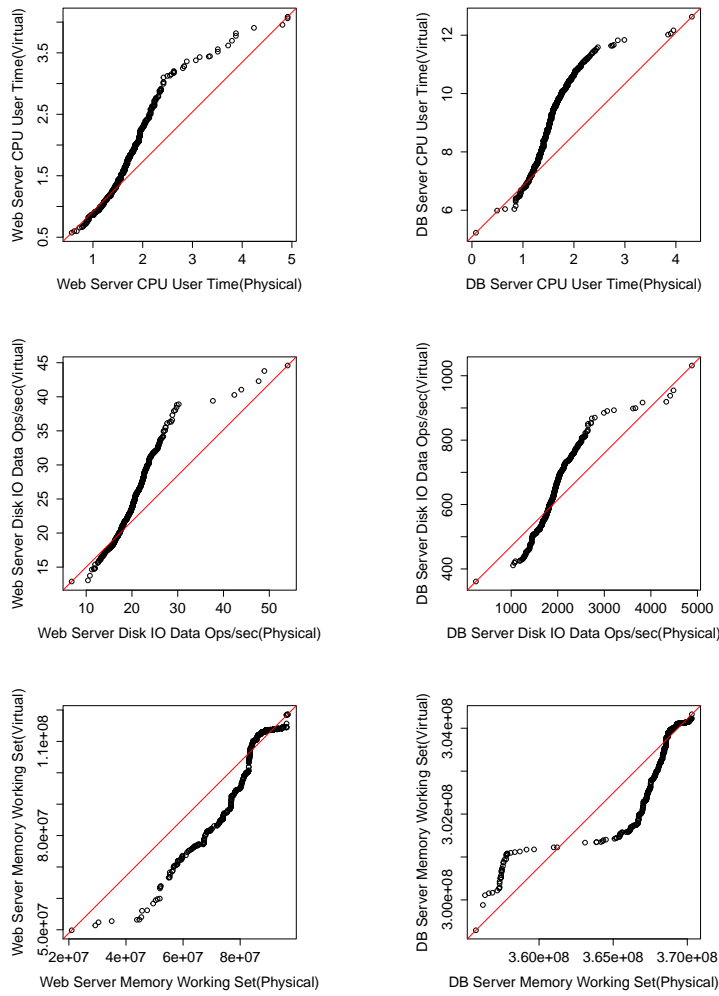 Web Server CPU User Time(Virtual)
0.5 1.5 2.5 3.5
1 2 3 4 5
Web Server CPU User Time(Physical)
DB Server CPU User Time(Virtual)
6 8 10 12
0 1 2 3 4
DB Server CPU User Time(Physical)
Web Server Disk IO Data Ops/sec(Virtual)
15 20 25 30 35 40 45
10 20 30 40 50
Web Server Disk IO Data Ops/sec(Physical)
DB Server Disk IO Data Ops/sec(Virtual)
400 600 800 1000
1000 2000 3000 4000 5000
DB Server Disk IO Data Ops/sec(Physical)
Web Server Memory Working Set(Virtual)
5.0e+07 8.0e+07 1.1e+08
2e+07 4e+07 6e+07 8e+07
Web Server Memory Working Set(Physical)
DB Server Memory Working Set(Virtual)
3.00e+08 3.02e+08 3.04e+08
3.60e+08 3.65e+08 3.70e+08
DB Server Memory Working Set(Physical)